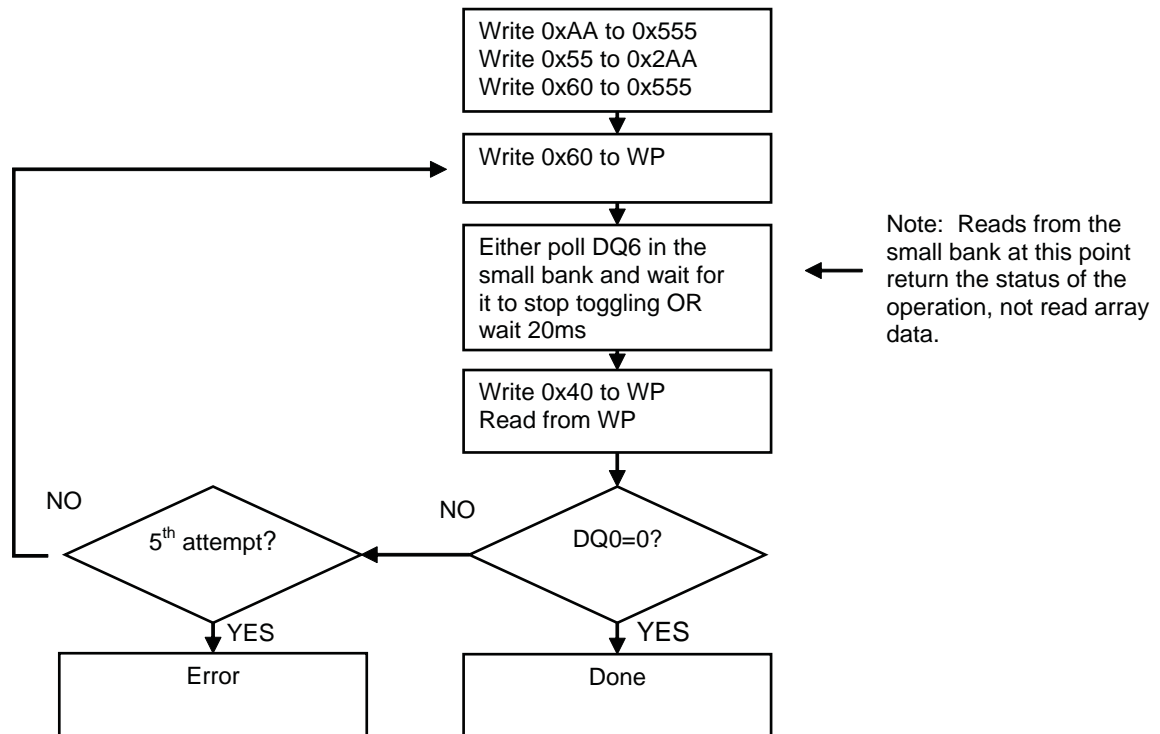 Write 0xAA to 0x555
Write 0x55 to 0x2AA
Write 0x60 to 0x555
Write 0x60 to WP
Either poll DQ6 in the
small bank and wait for
it to stop toggling OR
wait 20ms
Note: Reads from the
small bank at this point
return the status of the
operation, not read array
data.
Write 0x40 to WP
Read from WP
DQ0=0?
NO
5th attempt?
NO
YES
YES
Error
Done